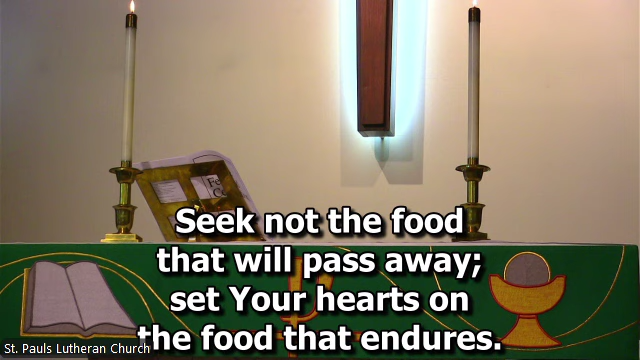 Seek not the food
that will pass away;
set Your hearts on
the food that endures.
St. Pauls Lutheran Church